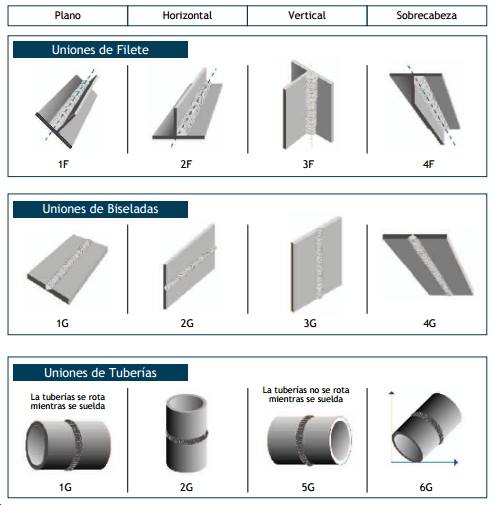 Plano Horizontal Vertical Sobrecabeza
Uniones de Filete
1F 2F 3F 4F
Uniones de Biseladas
1G 2G 3G 4G
Uniones de Tuberías
La tuberías se rota
mientras se suelda
La tuberías no se rota
mientras se suelda
1G 2G 5G 6G